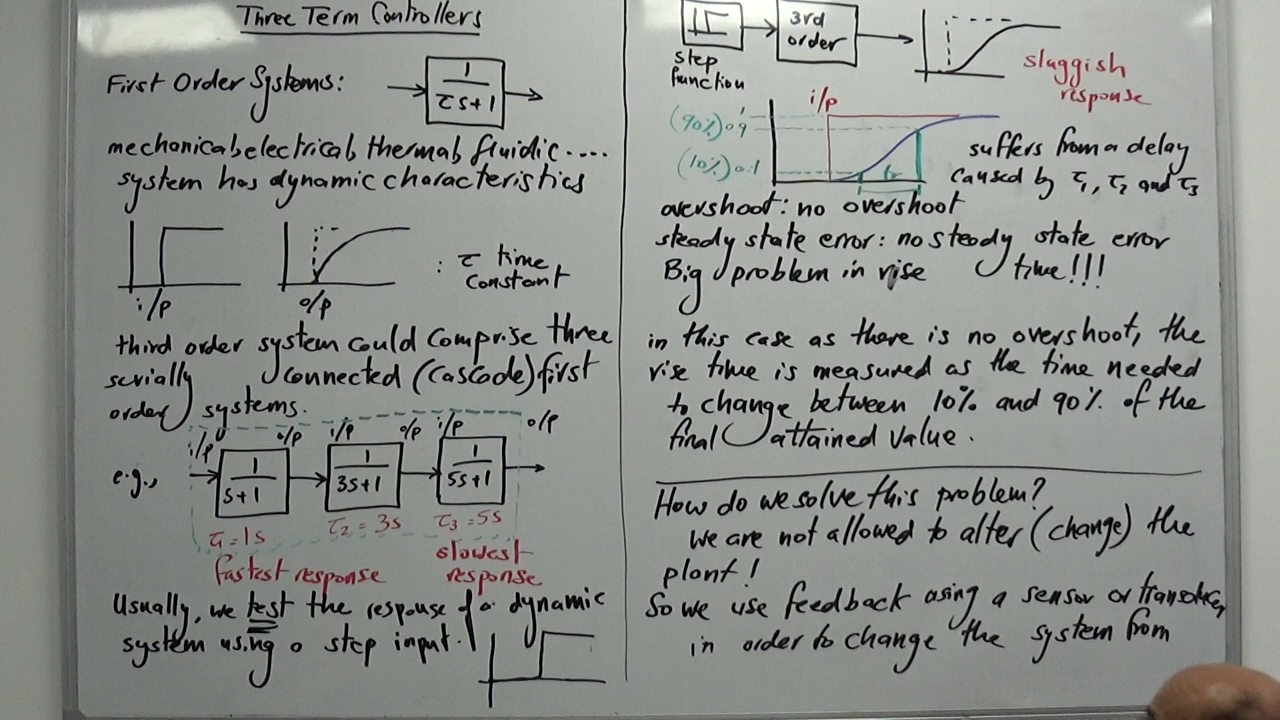 Three Term Controllers
First Order Systems:
1
τs+1
mechanical, electrical, thermal, fluidic ....
system has dynamic characteristics
i/p
o/p
: τ time
constant
third order system could comprise three
serially connected (cascade) first
order systems.
i/p o/p i/p o/p i/p o/p
e.g.,
1
s+1
1
3s+1
1
5s+1
τ1=1s τ2=3s τ3=5s
fastest response
slowest
response
Usually, we test the response of a dynamic
system using a step input.
step
function
3rd
order
sluggish
response
i/p
1
(90%) 0.9
(10%) 0.1
tr
suffers from a delay
caused by τ1, τ2 and τ3
overshoot: no overshoot
steady state error: no steady state error
Big problem in rise time!!!
in this case as there is no overshoot, the
rise time is measured as the time needed
to change between 10% and 90% of the
final attained value.
How do we solve this problem?
we are not allowed to alter (change) the
plant!
So we use feedback using a sensor or transducer,
in order to change the system from